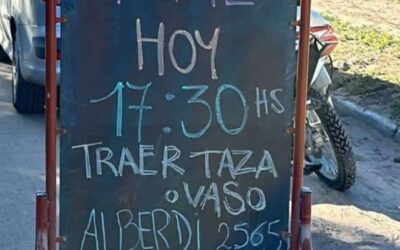 HOY
17:30 HS
TRAER TAZA
O VASO
ALBERDI 2565